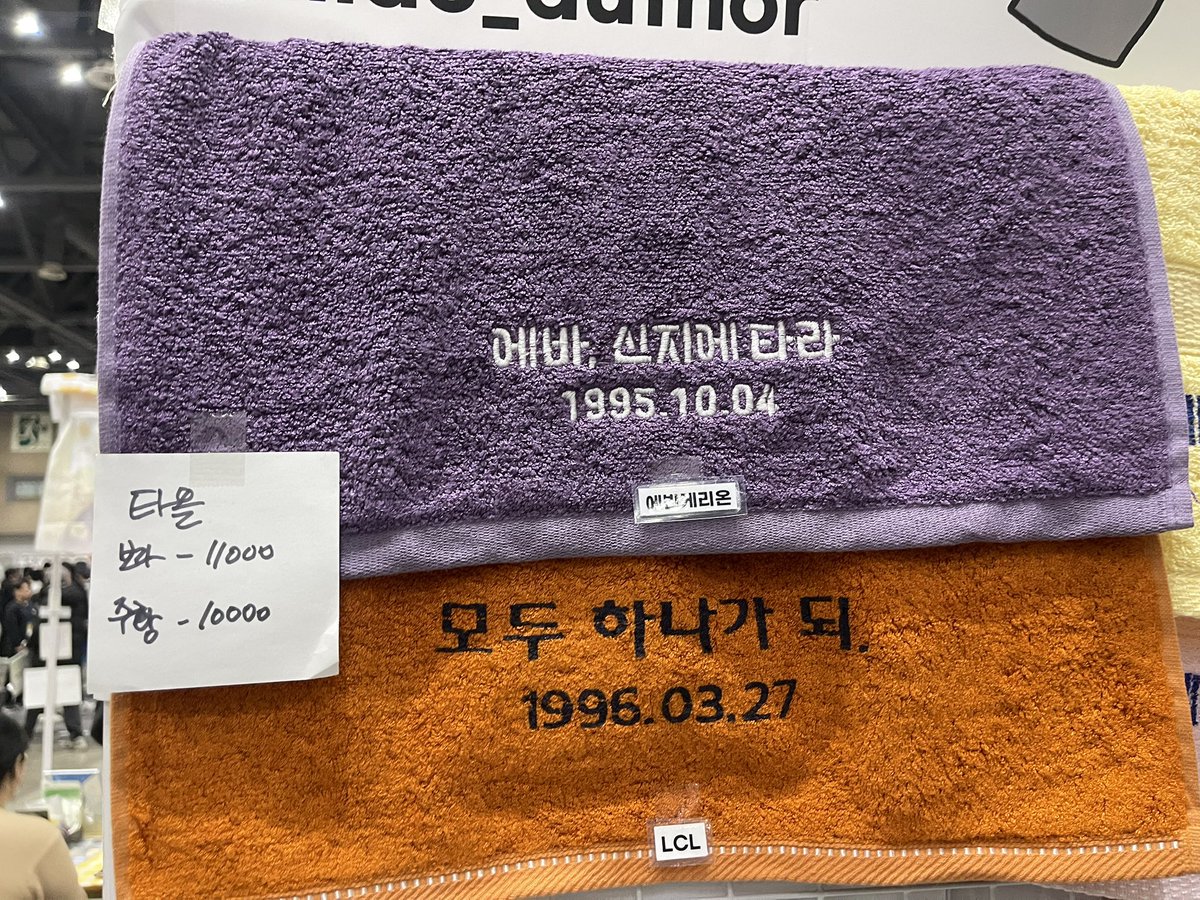 에바, 신지에 타라
1995.10.04
에반게리온
타올
보라 - 11000
주황 - 10000
모두 하나가 되.
1996.03.27
LCL